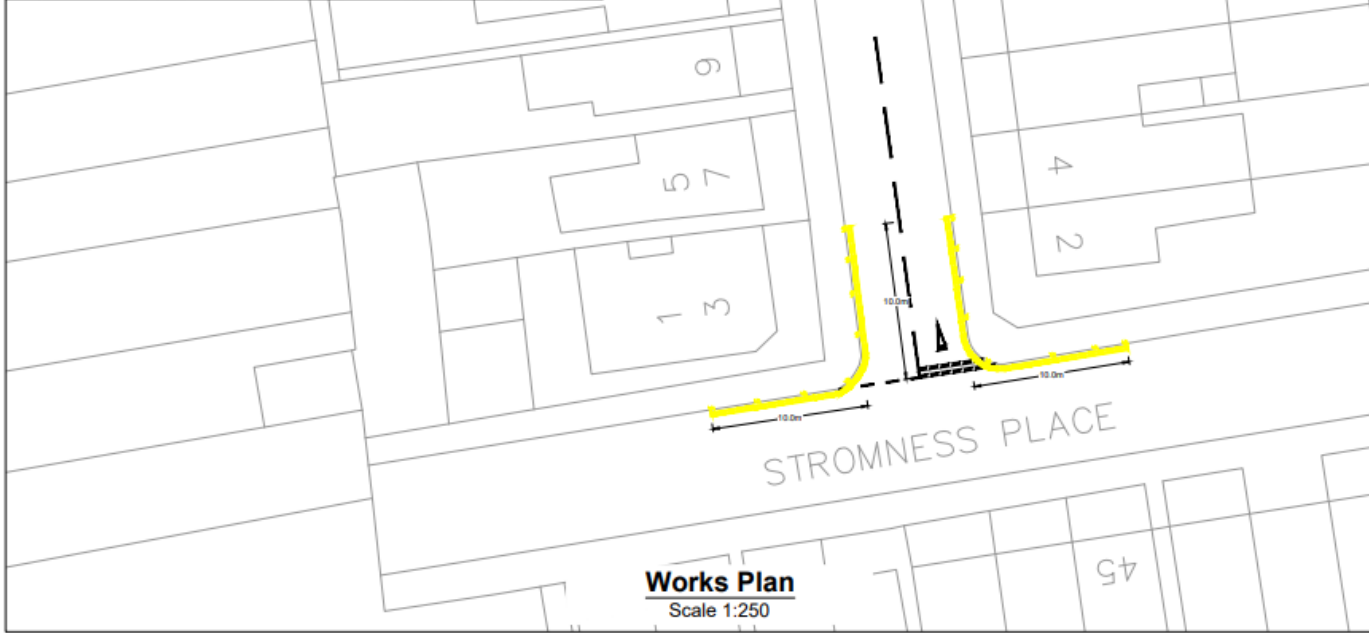 9
5
7
4
2
1
3
10.0m
10.0m
10.0m
STROMNESS PLACE
45
Works Plan
Scale 1:250